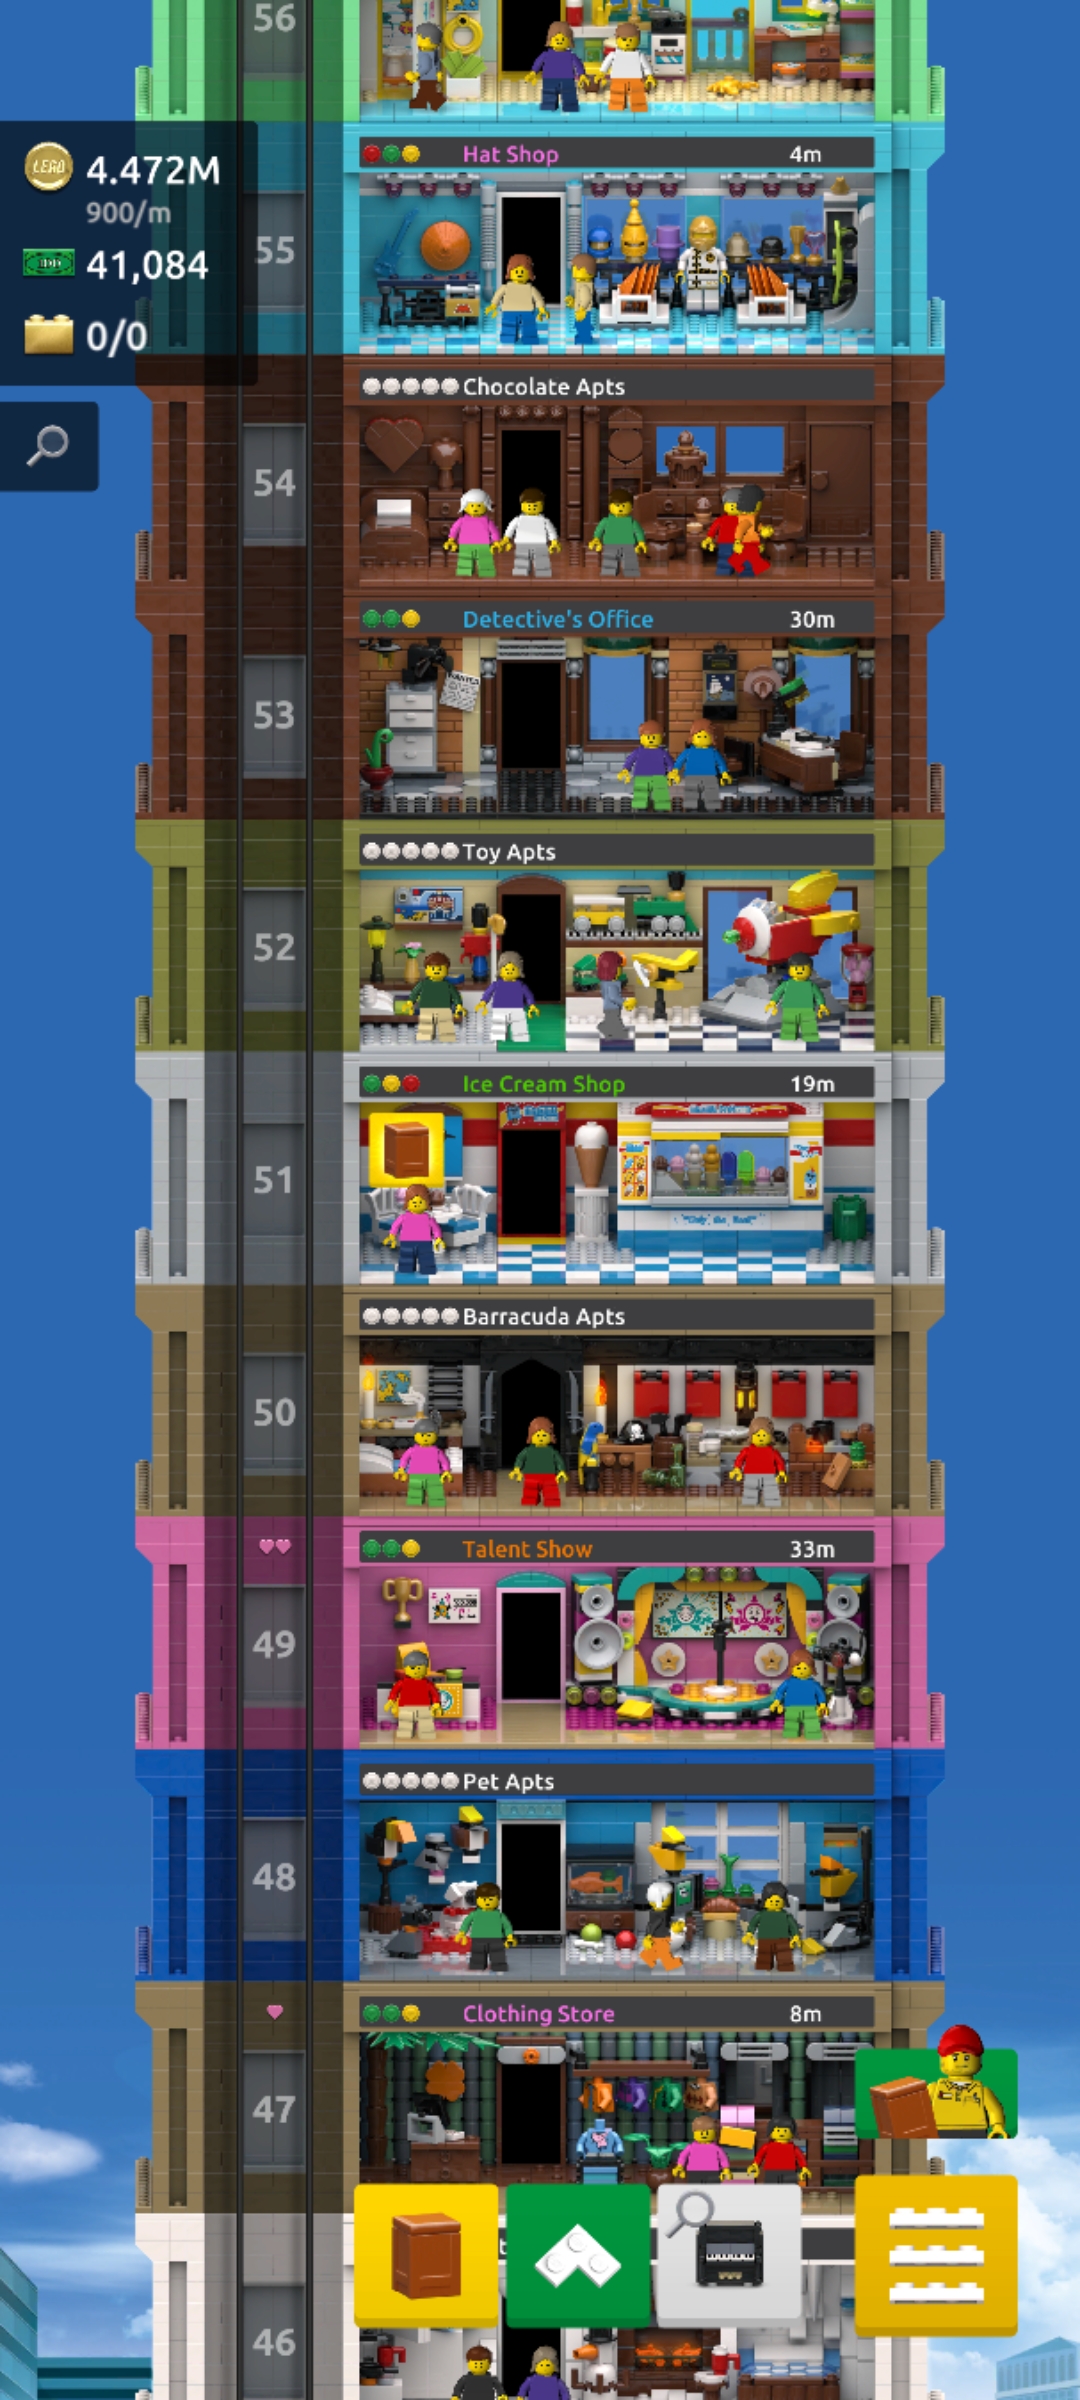 56
LEGO
4.472M
900/m
41,084
0/0
Hat Shop 4m
55
Chocolate Apts
54
Detective's Office 30m
WANTED
53
Toy Apts
52
Ice Cream Shop 19m
51
Barracuda Apts
50
Talent Show 33m
49
Pet Apts
48
Clothing Store 8m
47
46